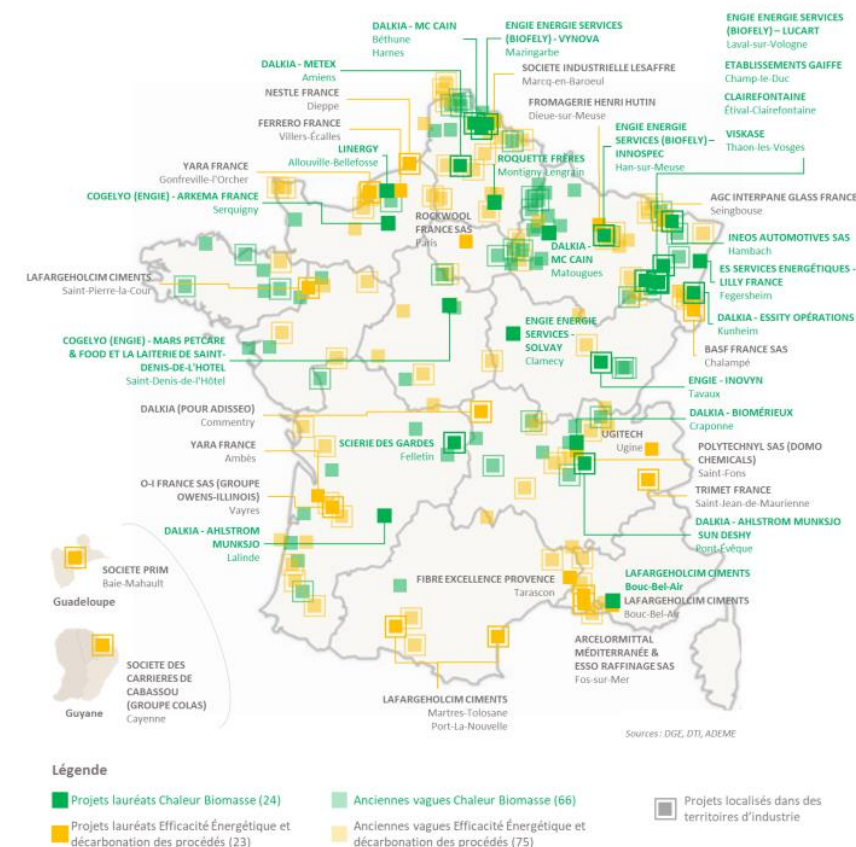 DALKIA - MC CAIN
Béthune
Harnes
ENGIE ENERGIE SERVICES
(BIOFELY) - VYNOVA
Mazingarbe
ENGIE ENERGIE SERVICES
(BIOFELY) – LUCART
Laval-sur-Vologne
DALKIA - METEX
Amiens
SOCIETE INDUSTRIELLE LESAFFRE
Marcq-en-Baroeul
ETABLISSEMENTS GAIFFE
Champ-le-Duc
NESTLE FRANCE
Dieppe
FROMAGERIE HENRI HUTIN
Dieue-sur-Meuse
CLAIREFONTAINE
Étival-Clairefontaine
FERRERO FRANCE
Villers-Écalles
ENGIE ENERGIE
SERVICES (BIOFELY) –
INNOSPEC
Han-sur-Meuse
VISKASE
Thaon-les-Vosges
LINERGY
Allouville-Bellefosse
ROQUETTE FRÈRES
Montigny-Lengrain
YARA FRANCE
Gonfreville-l'Orcher
COGELYO (ENGIE) - ARKEMA FRANCE
Serquigny
AGC INTERPANE GLASS FRANCE
Seingbouse
ROCKWOOL
FRANCE SAS
Paris
DALKIA -
MC CAIN
Matougues
INEOS AUTOMOTIVES SAS
Hambach
LAFARGEHOLCIM CIMENTS
Saint-Pierre-la-Cour
ES SERVICES ENERGÉTIQUES -
LILLY FRANCE
Fegersheim
DALKIA - ESSITY OPÉRATIONS
Kunheim
COGELYO (ENGIE) - MARS PETCARE
& FOOD ET LA LAITERIE DE SAINT-
DENIS-DE-L'HOTEL
Saint-Denis-de-l'Hôtel
ENGIE ENERGIE
SERVICES -
SOLVAY
Clamecy
BASF FRANCE SAS
Chalampé
ENGIE - INOVYN
Tavaux
DALKIA (POUR ADISSEO)
Commentry
DALKIA - BIOMÉRIEUX
Craponne
YARA FRANCE
Ambès
SCIERIE DES GARDES
Felletin
UGITECH
Ugine
POLYTECHNYL SAS (DOMO
CHEMICALS)
Saint-Fons
O-I FRANCE SAS (GROUPE
OWENS-ILLINOIS)
Vayres
TRIMET FRANCE
Saint-Jean-de-Maurienne
DALKIA - AHLSTROM
MUNKSJO
Lalinde
DALKIA - AHLSTROM MUNKSJO
SUN DESHY
Pont-Évêque
SOCIETE PRIM
Baie-Mahault
Guadeloupe
FIBRE EXCELLENCE PROVENCE
Tarascon
LAFARGEHOLCIM CIMENTS
Bouc-Bel-Air
LAFARGEHOLCIM CIMENTS
Bouc-Bel-Air
ARCELORMITTAL
MÉDITERRANÉE &
ESSO RAFFINAGE SAS
Fos-sur-Mer
SOCIETE DES
CARRIERES DE
CABASSOU
(GROUPE COLAS)
Cayenne
Guyane
LAFARGEHOLCIM CIMENTS
Martres-Tolosane
Port-La-Nouvelle
Sources : DGE, DTI, ADEME
Légende
Projets lauréats Chaleur Biomasse (24)
Anciennes vagues Chaleur Biomasse (66)
Projets localisés dans des
territoires d'industrie
Projets lauréats Efficacité Énergétique et
décarbonation des procédés (23)
Anciennes vagues Efficacité Énergétique et
décarbonation des procédés (75)